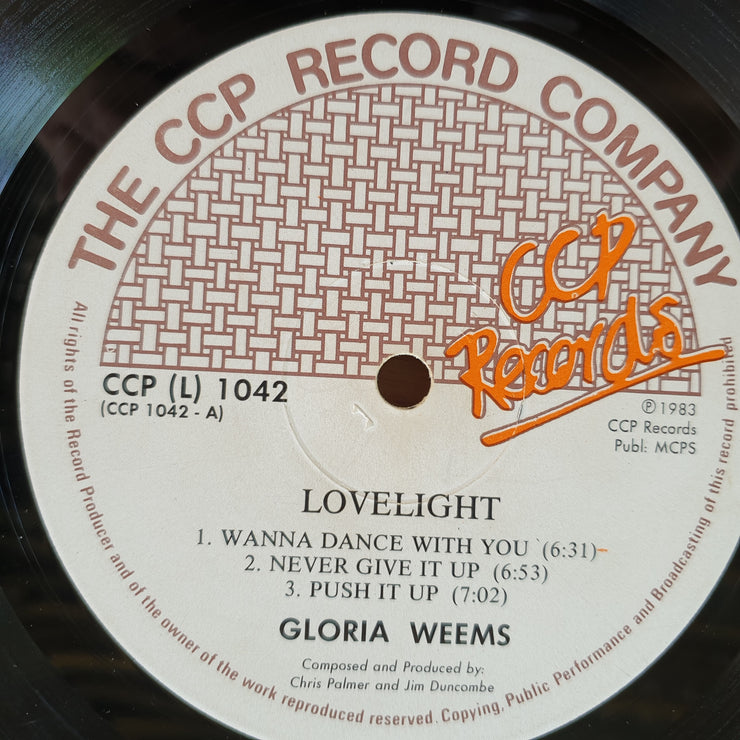 THE CCP RECORD COMPANY
CCP
Records
CCP (L) 1042
(CCP 1042 - A)
℗ 1983
CCP Records
Publ: MCPS
LOVELIGHT
1. WANNA DANCE WITH YOU (6:31)
2. NEVER GIVE IT UP (6:53)
3. PUSH IT UP (7:02)
GLORIA WEEMS
Composed and Produced by:
Chris Palmer and Jim Duncombe
All rights of the Record Producer and of the owner of the work reproduced reserved. Copying, Public Performance and Broadcasting of this record prohibited